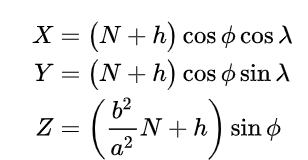 X = (N + h) cos ϕ cos λ
Y = (N + h) cos ϕ sin λ
Z = (b²/a² N + h) sin ϕ